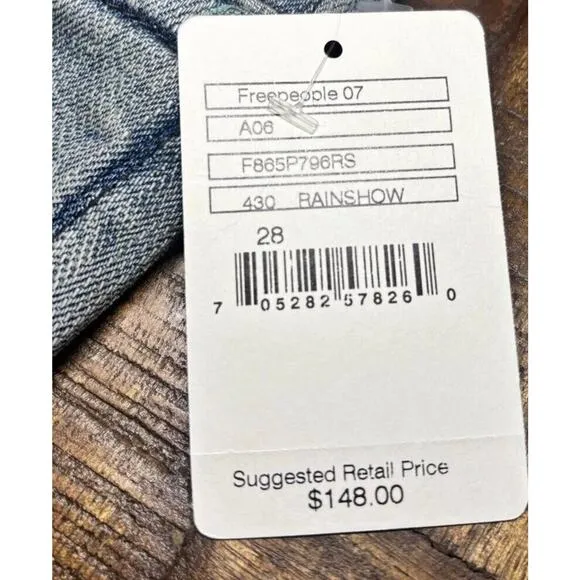 Freepeople 07
A06
F865P796RS
430 RAINSHOW
28
7 05282 57826 0
Suggested Retail Price
$148.00